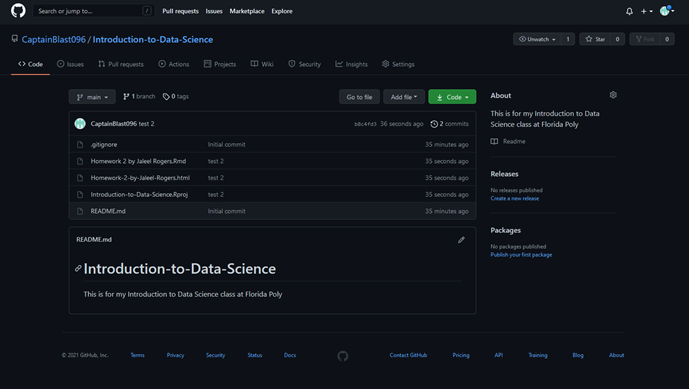 Search or jump to... /
Pull requests Issues Marketplace Explore
CaptainBlast096 / Introduction-to-Data-Science
Unwatch 1 Star 0 Fork 0
Code Issues Pull requests Actions Projects Wiki Security Insights Settings
main 1 branch 0 tags Go to file Add file Code
CaptainBlast096 test 2 36 seconds ago 2 commits
.gitignore Initial commit 35 minutes ago
Homework 2 by Jaleel Rogers.Rmd test 2 35 seconds ago
Homework-2-by-Jaleel-Rogers.html test 2 35 seconds ago
Introduction-to-Data-Science.Rproj test 2 35 seconds ago
README.md Initial commit 35 minutes ago
README.md
Introduction-to-Data-Science
This is for my Introduction to Data Science class at Florida Poly
About
This is for my Introduction to Data
Science class at Florida Poly
Readme
Releases
No releases published
Create a new release
Packages
No packages published
Publish your first package
© 2021 GitHub, Inc. Terms Privacy Security Status Docs Contact GitHub Pricing API Training Blog About